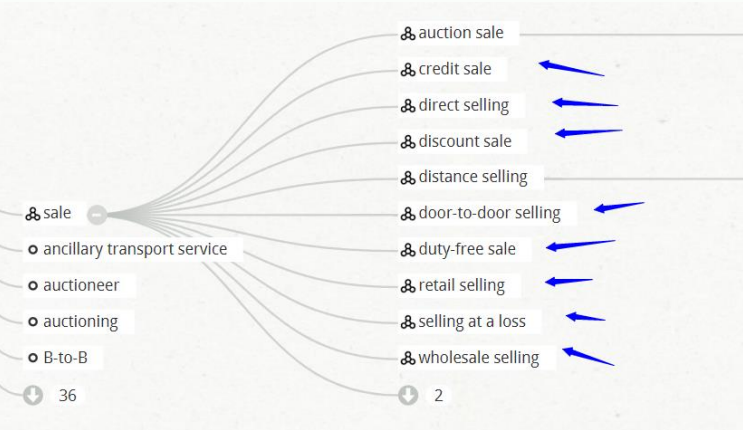 auction sale
credit sale
direct selling
discount sale
distance selling
sale
door-to-door selling
ancillary transport service
duty-free sale
auctioneer
retail selling
auctioning
selling at a loss
B-to-B
wholesale selling
36
2